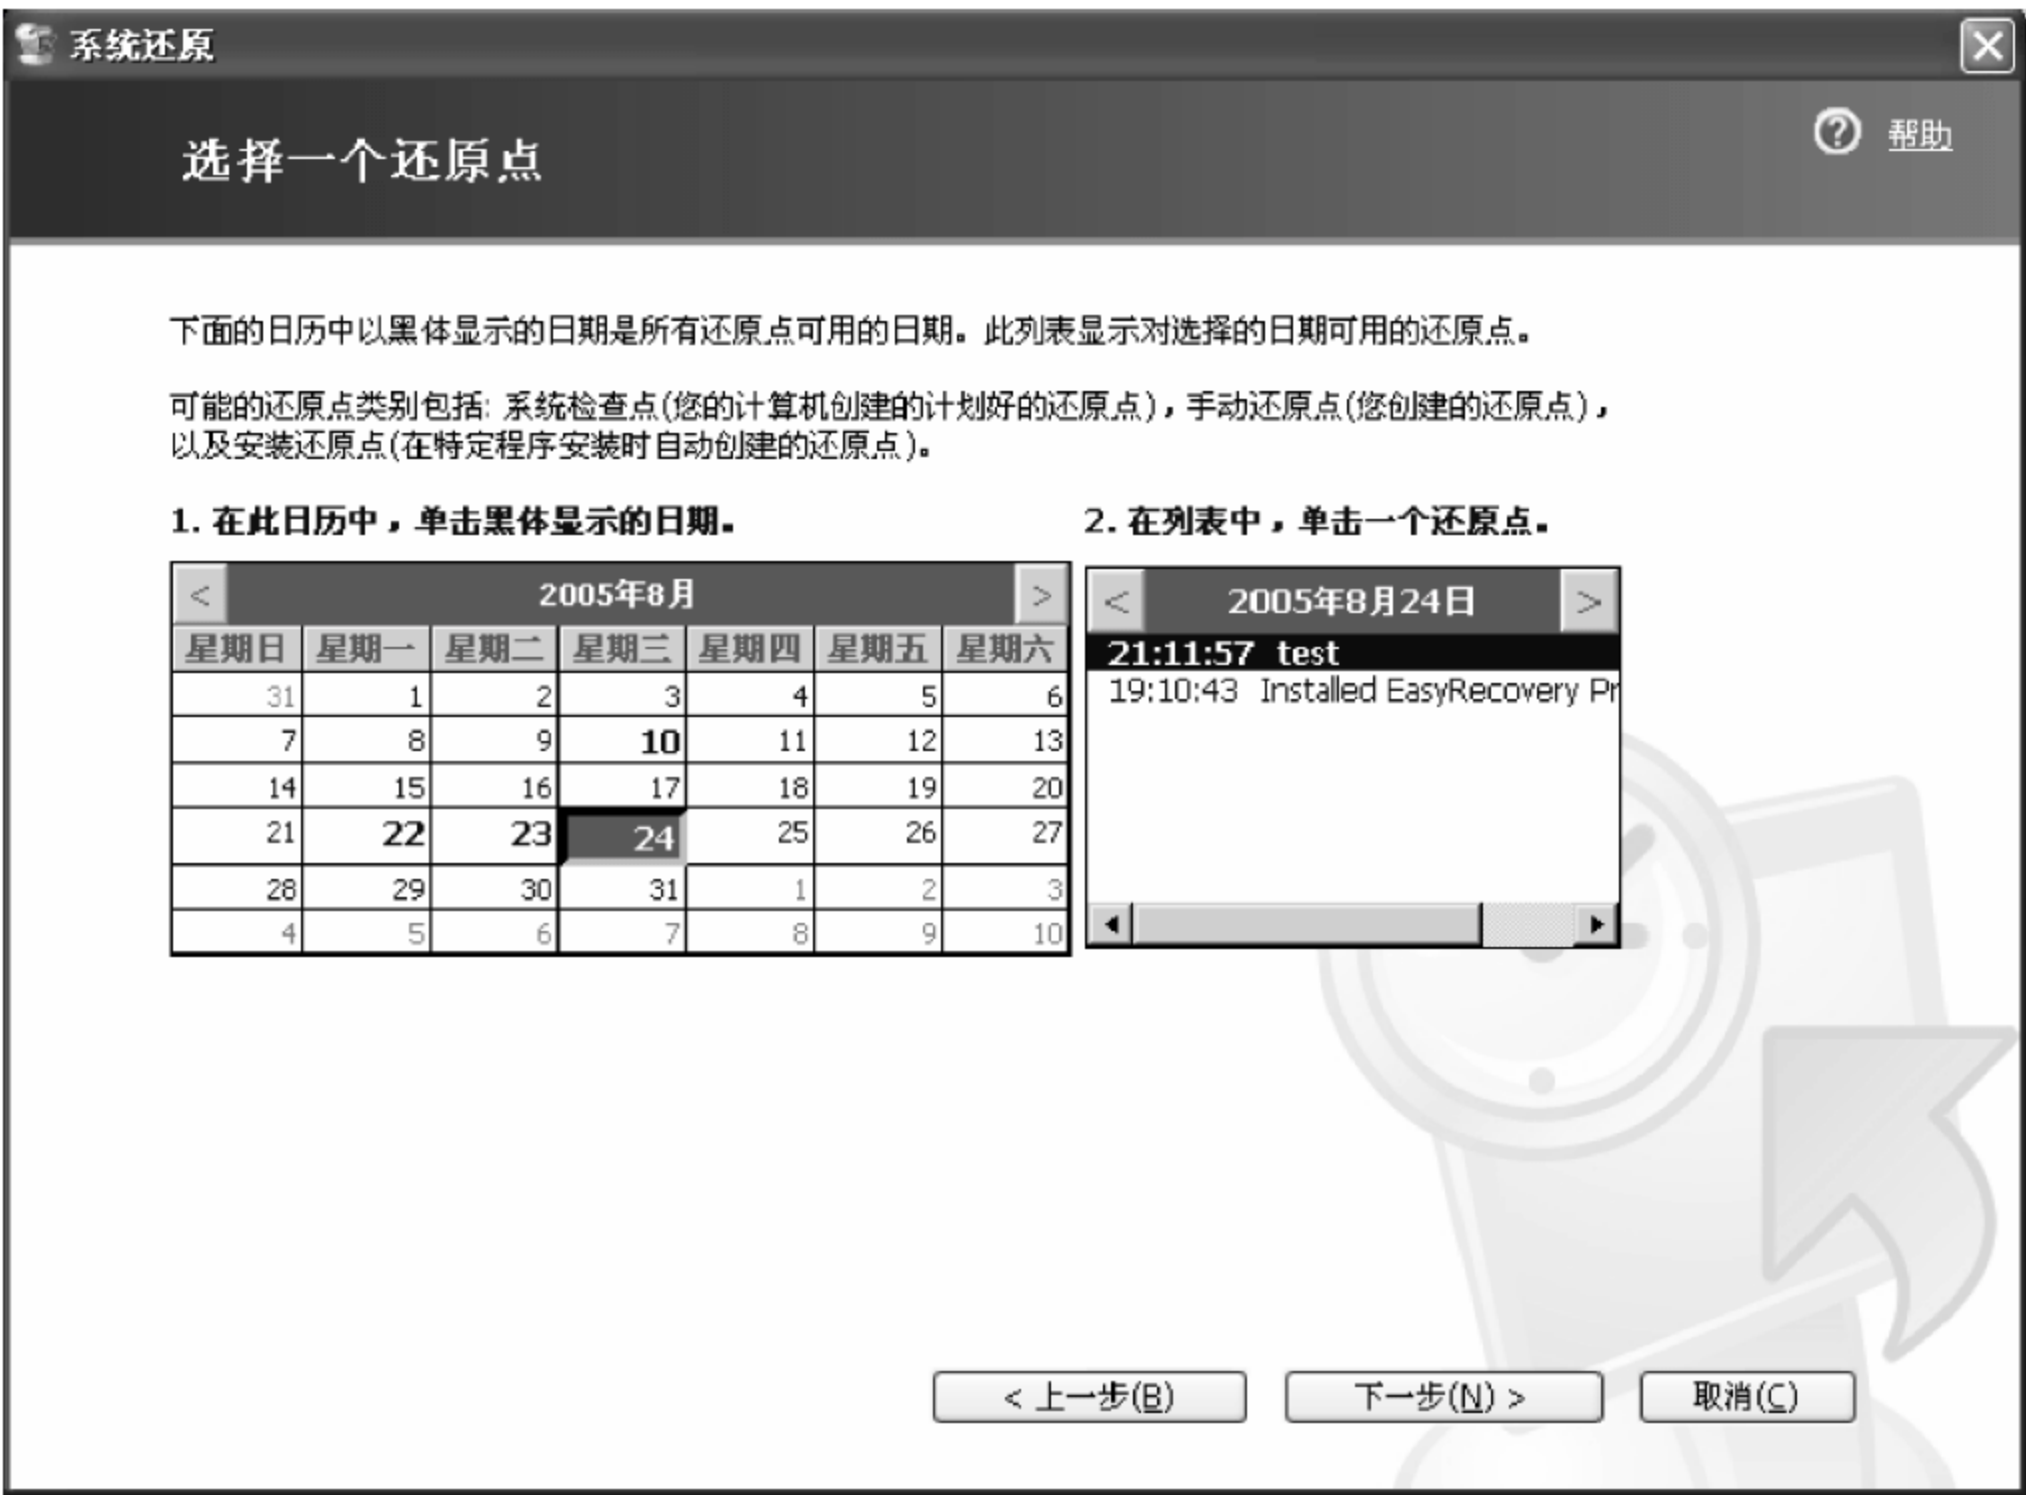 系统还原
选择一个还原点
帮助
下面的日历中以黑体显示的日期是所有还原点可用的日期。此列表显示对选择的日期可用的还原点。
可能的还原点类别包括: 系统检查点(您的计算机创建的计划好的还原点)，手动还原点(您创建的还原点)，
以及安装还原点(在特定程序安装时自动创建的还原点)。
1. 在此日历中，单击黑体显示的日期。
< 2005年8月 >
星期日 星期一 星期二 星期三 星期四 星期五 星期六
31 1 2 3 4 5 6
7 8 9 10 11 12 13
14 15 16 17 18 19 20
21 22 23 24 25 26 27
28 29 30 31 1 2 3
4 5 6 7 8 9 10
2. 在列表中，单击一个还原点。
< 2005年8月24日 >
21:11:57 test
19:10:43 Installed EasyRecovery Pr
< 上一步(B)
下一步(N) >
取消(C)